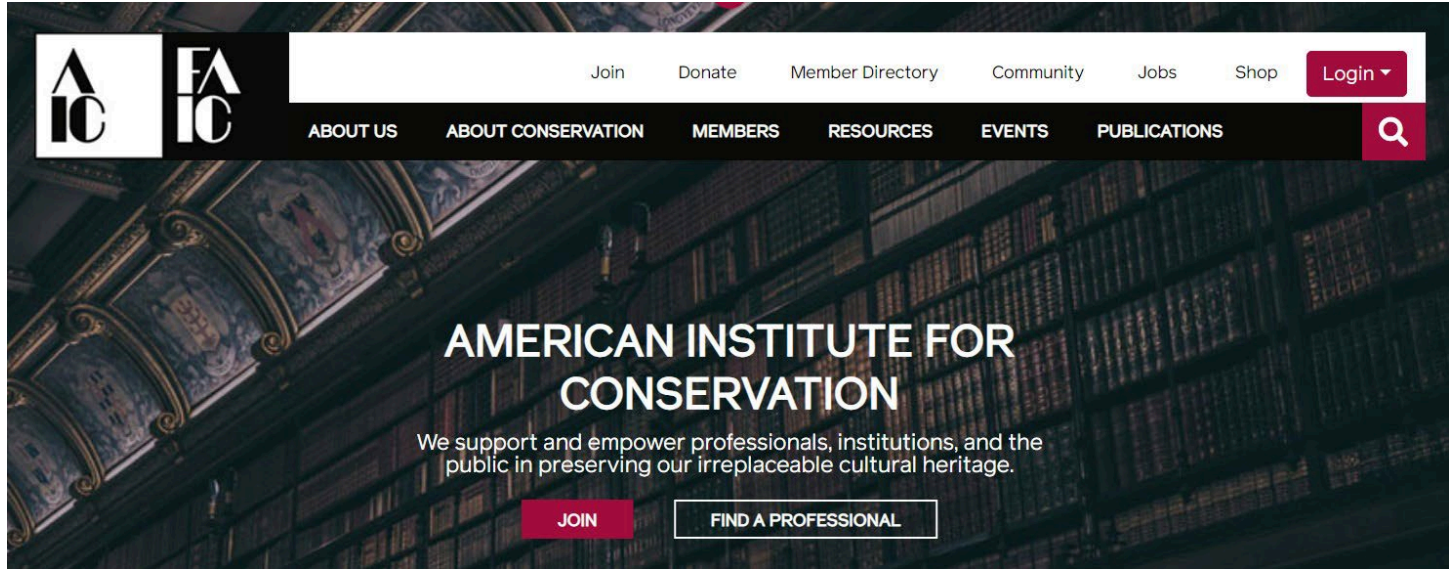 AIC
FAIC
Join Donate Member Directory Community Jobs Shop Login
ABOUT US ABOUT CONSERVATION MEMBERS RESOURCES EVENTS PUBLICATIONS
AMERICAN INSTITUTE FOR
CONSERVATION
We support and empower professionals, institutions, and the
public in preserving our irreplaceable cultural heritage.
JOIN FIND A PROFESSIONAL